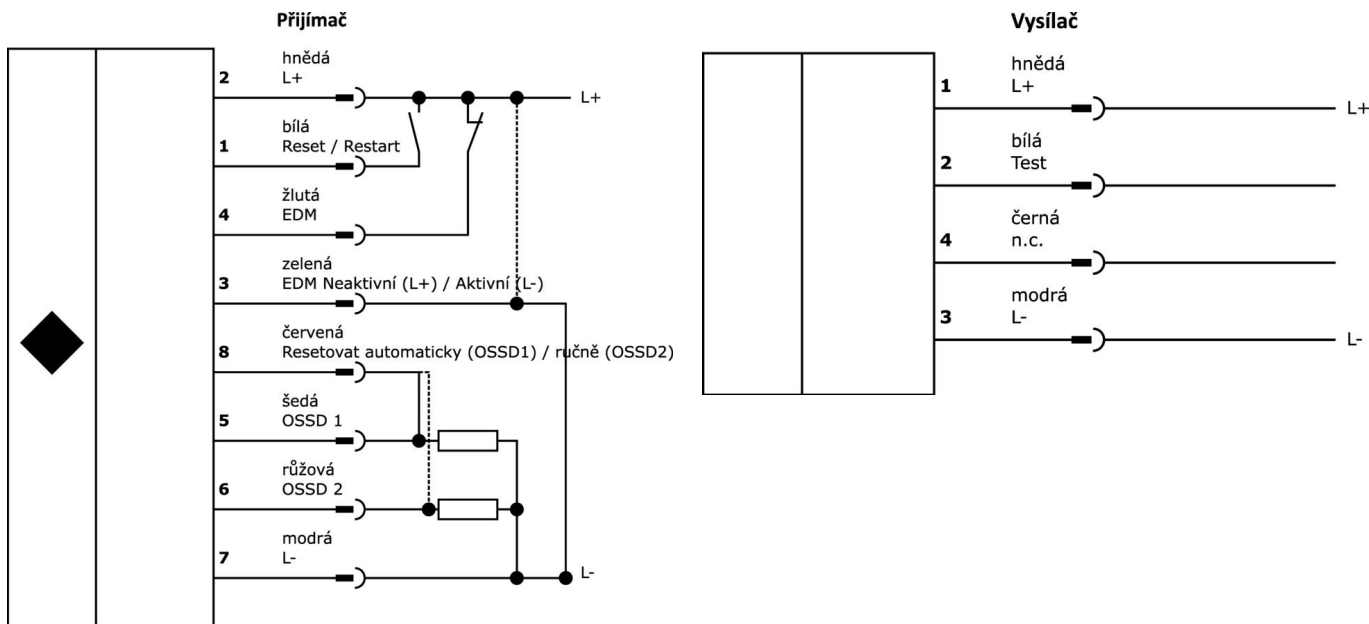 Přijímač
hnědá
2 L+
L+
bílá
1 Reset / Restart
žlutá
4 EDM
zelená
3 EDM Neaktivní (L+) / Aktivní (L-)
červená
8 Resetovat automaticky (OSSD1) / ručně (OSSD2)
šedá
5 OSSD 1
růžová
6 OSSD 2
modrá
7 L-
L-
Vysílač
hnědá
1 L+
L+
bílá
2 Test
černá
4 n.c.
modrá
3 L-
L-